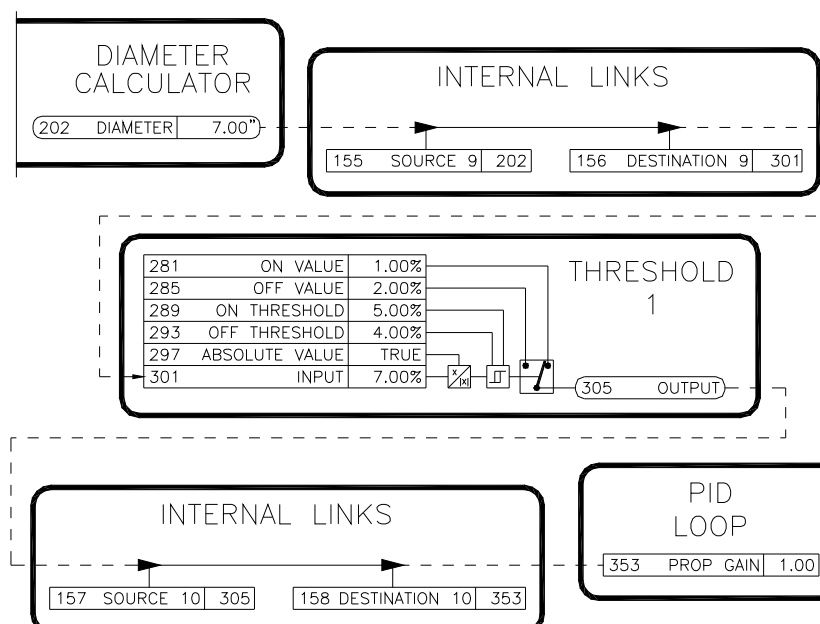 DIAMETER
CALCULATOR
202 DIAMETER 7.00"
INTERNAL LINKS
155 SOURCE 9 202
156 DESTINATION 9 301
THRESHOLD
1
281 ON VALUE 1.00%
285 OFF VALUE 2.00%
289 ON THRESHOLD 5.00%
293 OFF THRESHOLD 4.00%
297 ABSOLUTE VALUE TRUE
301 INPUT 7.00%
x
|x|
305 OUTPUT
INTERNAL LINKS
157 SOURCE 10 305
158 DESTINATION 10 353
PID
LOOP
353 PROP GAIN 1.00